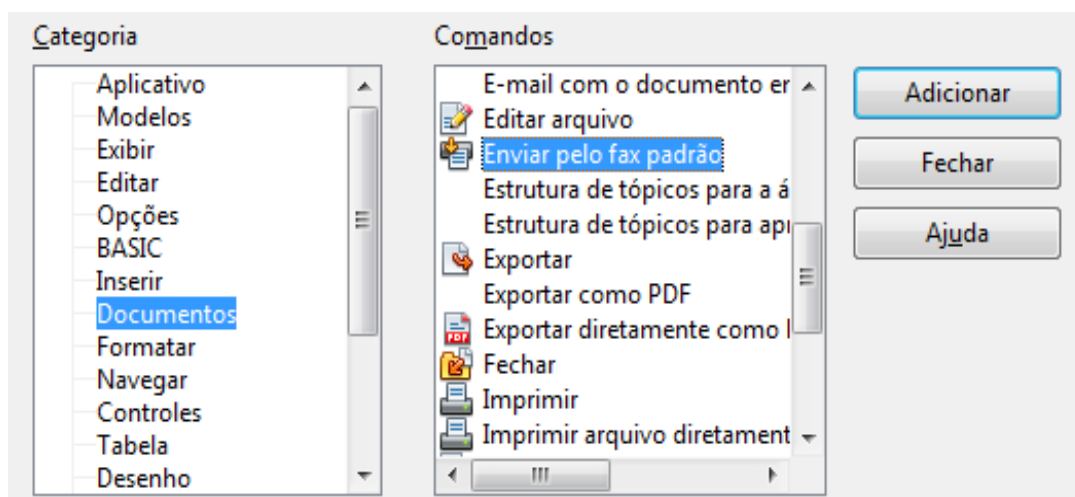 Categoria
Aplicativo
Modelos
Exibir
Editar
Opções
BASIC
Inserir
Documentos
Formatar
Navegar
Controles
Tabela
Desenho
Comandos
E-mail com o documento
Editar arquivo
Enviar pelo fax padrão
Estrutura de tópicos para a á
Estrutura de tópicos para
Exportar
Exportar como PDF
Exportar diretamente como
Fechar
Imprimir
Imprimir arquivo diretament
Adicionar
Fechar
Ajuda